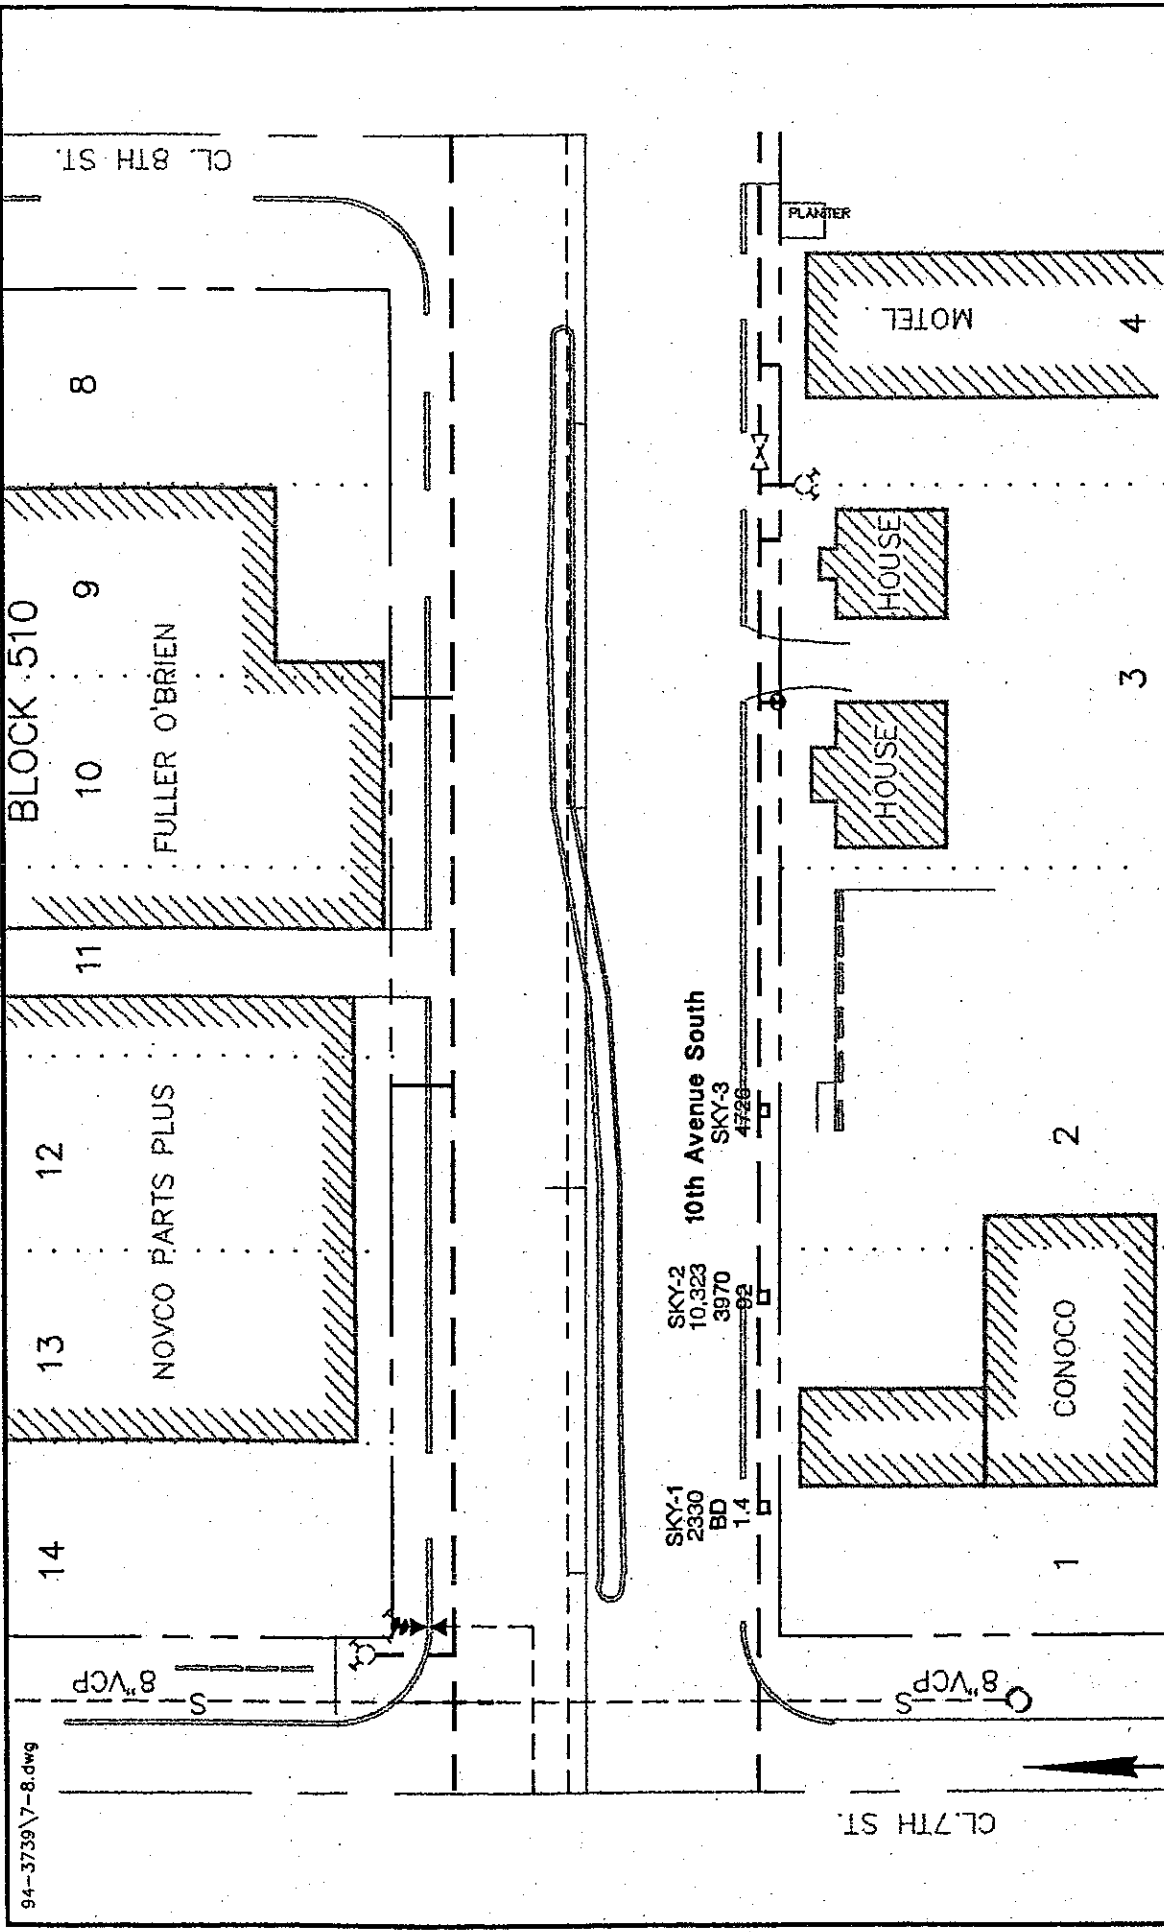 94-3739\7-8.dwg
CL. 8TH ST.
BLOCK 510
8
9
10
11
12
13
14
FULLER O'BRIEN
NOVCO PARTS PLUS
8"VCP
S
10th Avenue South
SKY-1
2330
BD
1.4
SKY-2
10,323
3970
92
SKY-3
4726
PLANTER
MOTEL
4
HOUSE
HOUSE
3
2
CONOCO
1
S
8"VCP
CL.7TH ST.